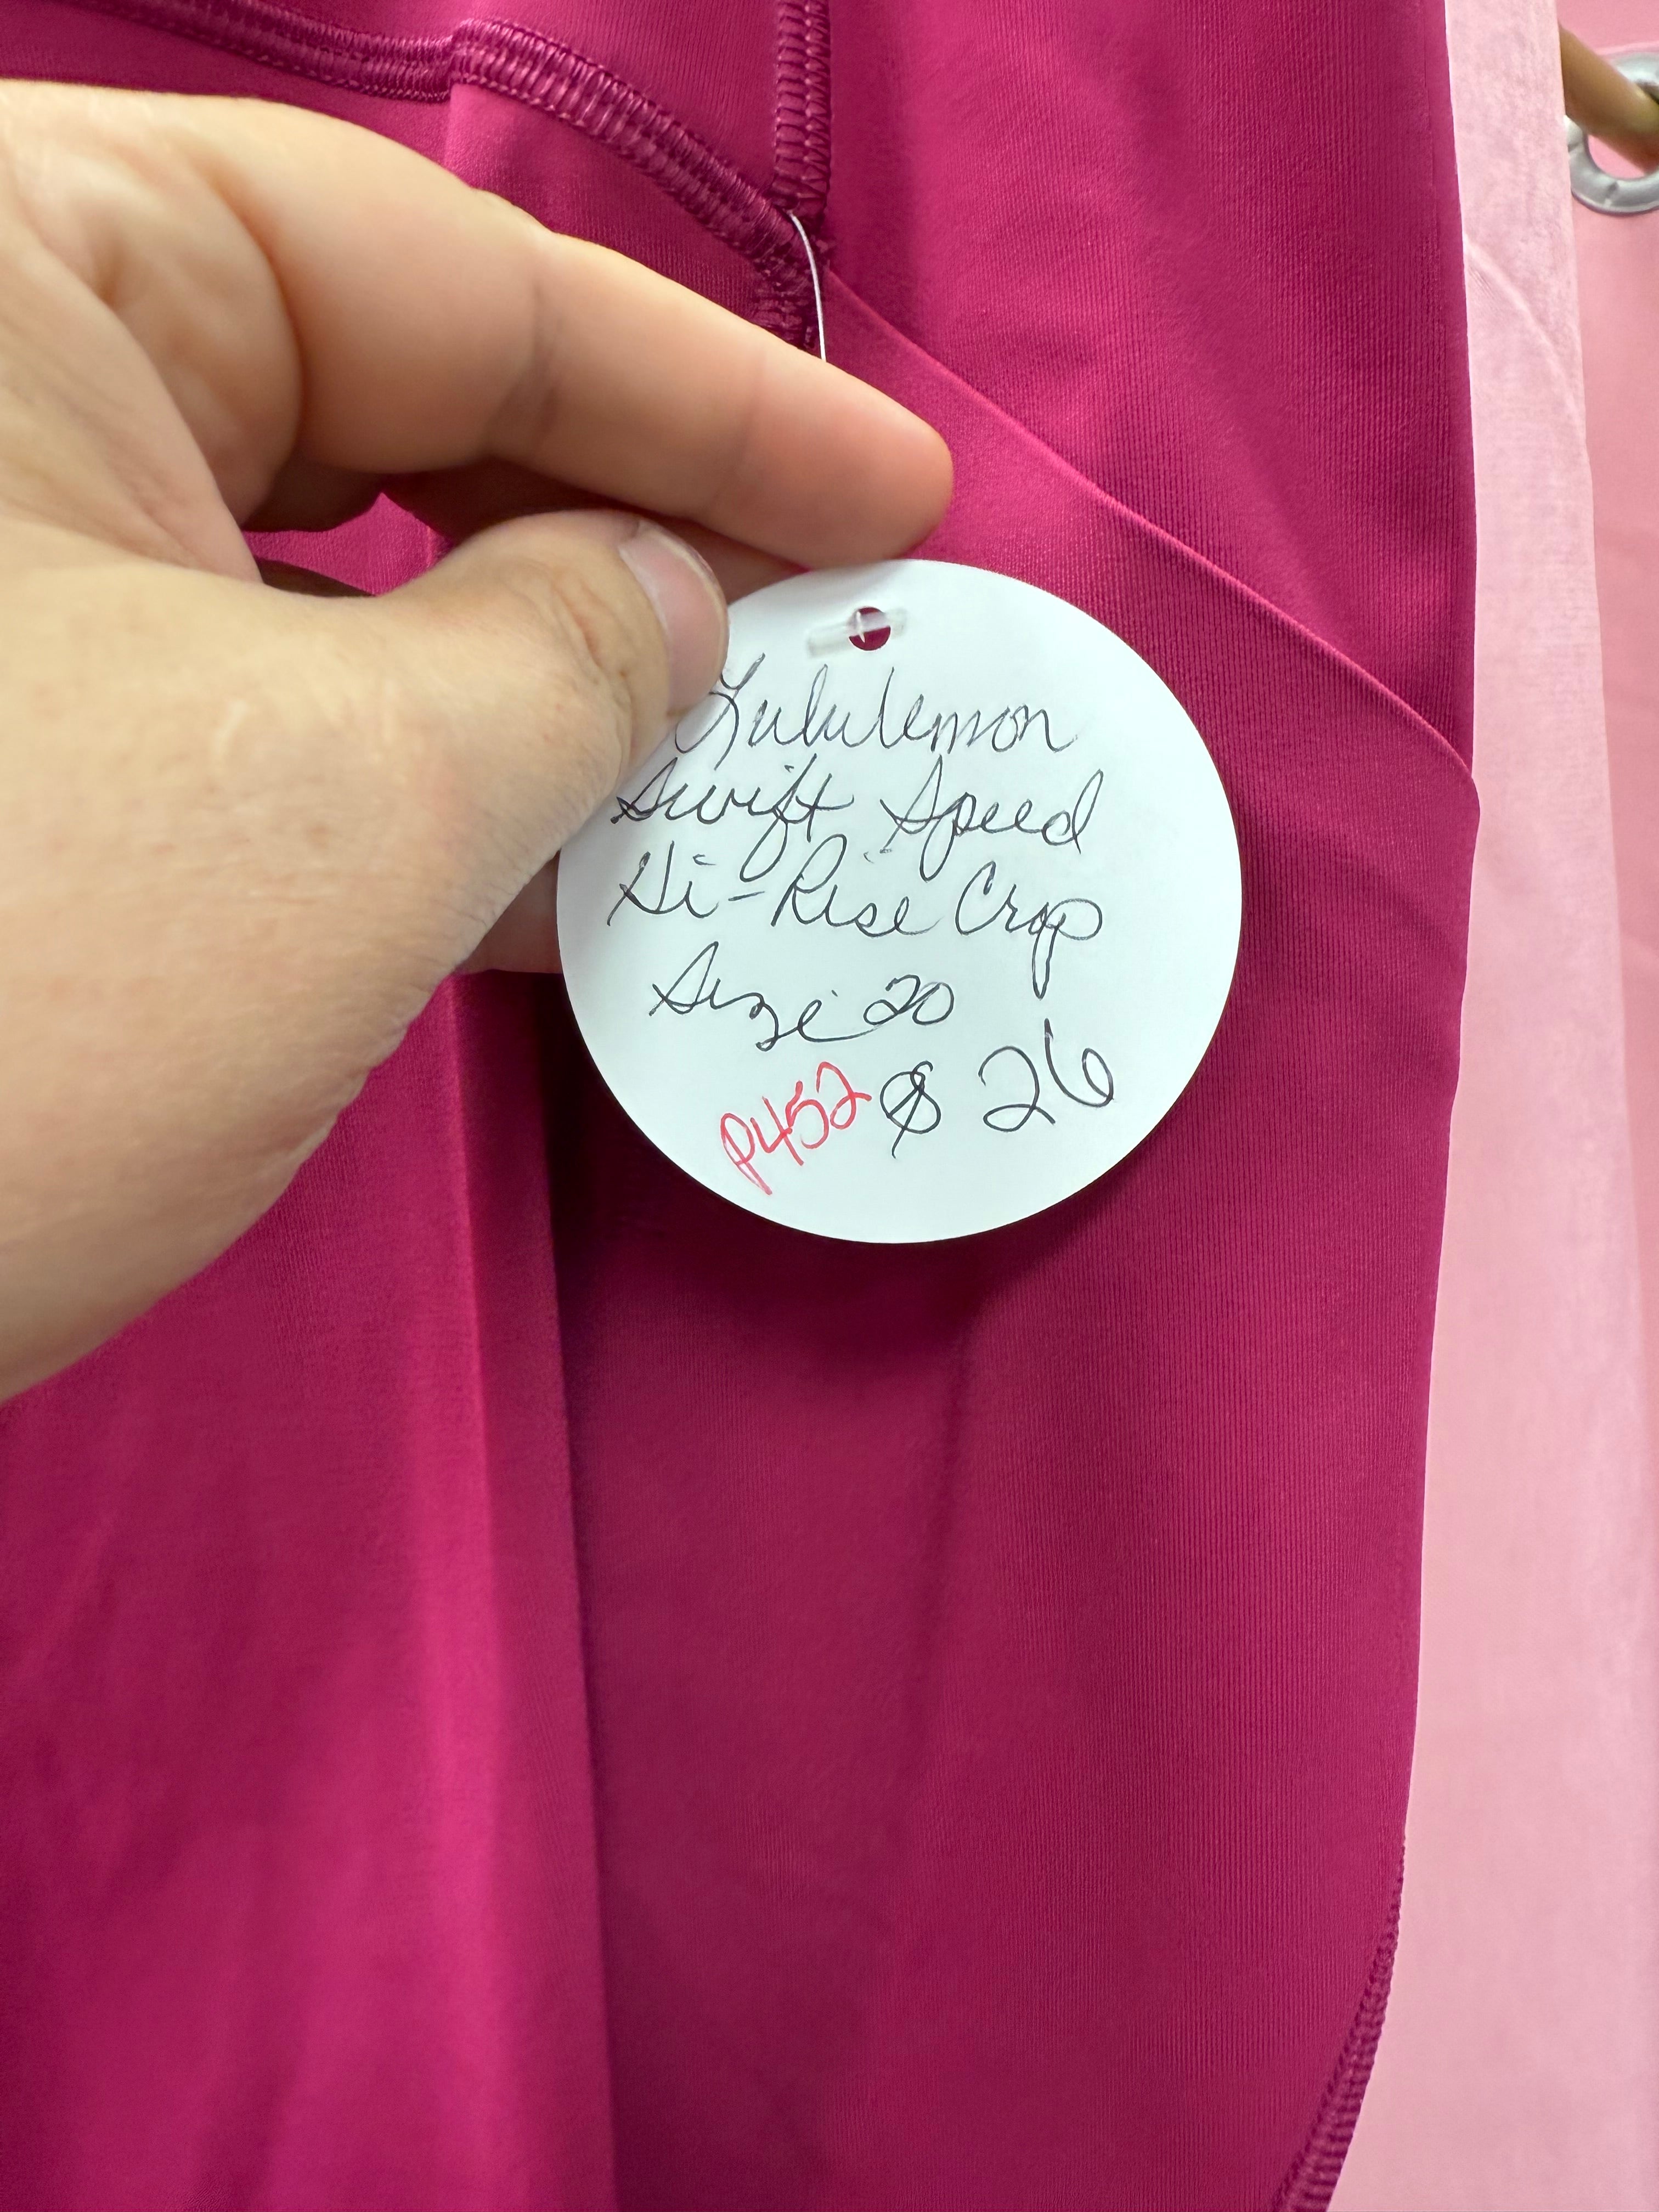 Lululemon
Swift Speed
Hi-Rise Crop
Size 20
P452 $ 26